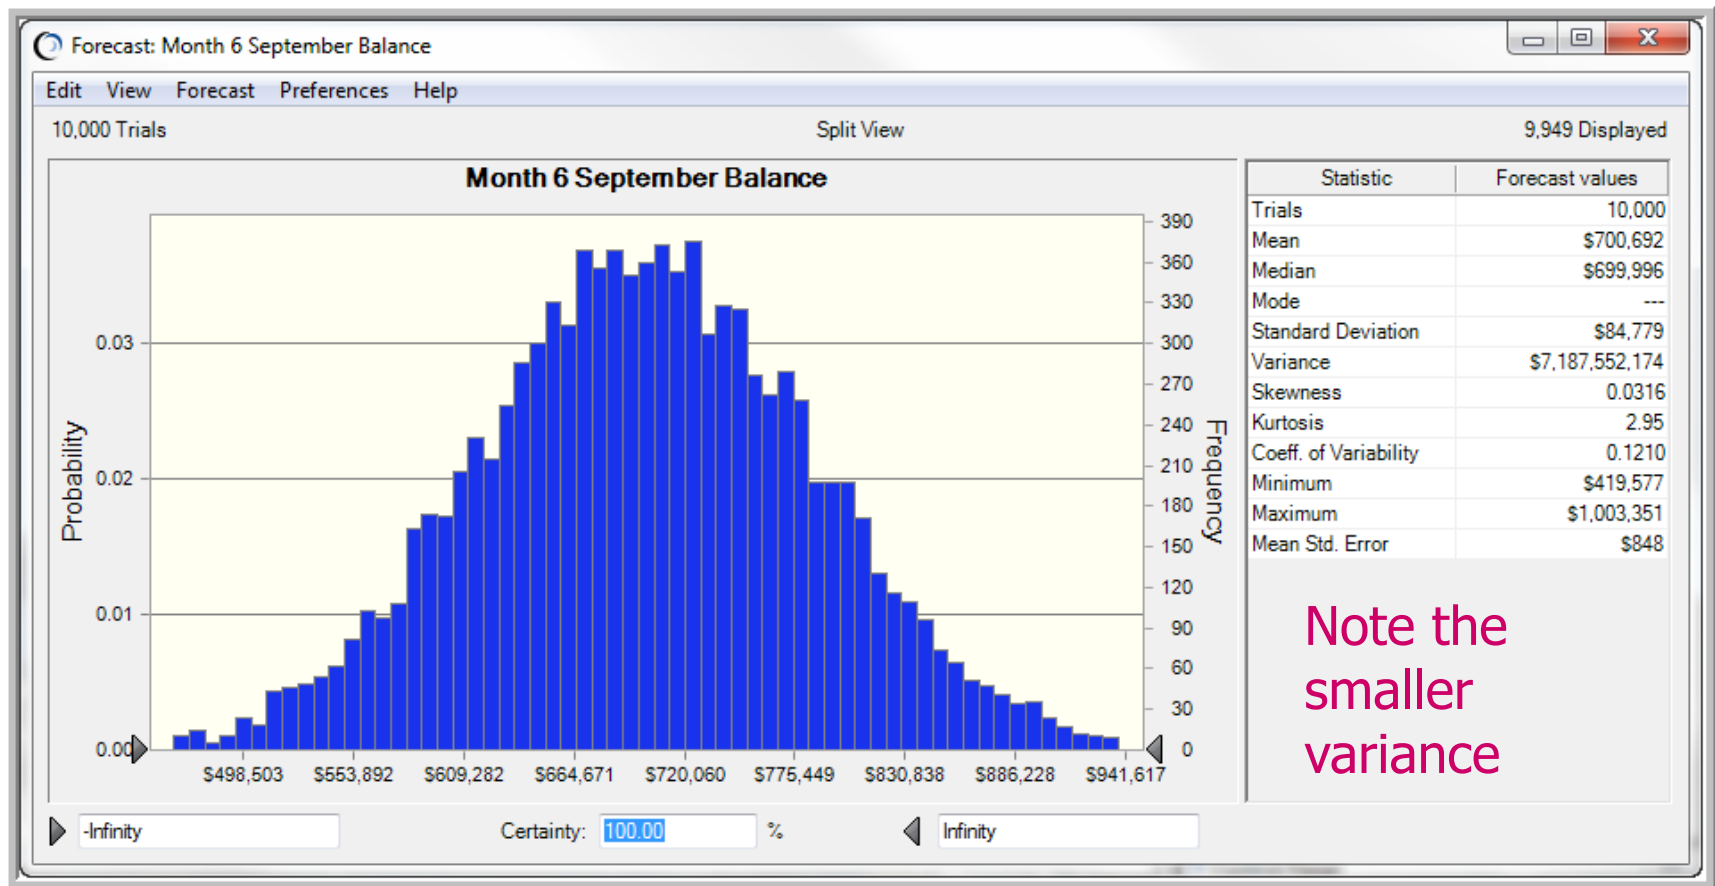 Forecast: Month 6 September Balance
Edit View Forecast Preferences Help
10,000 Trials Split View 9,949 Displayed
Month 6 September Balance
Probability
0.03
0.02
0.01
0.00
390
360
330
300
270
240
210
180
150
120
90
60
30
0
Frequency
$498,503 $553,892 $609,282 $664,671 $720,060 $775,449 $830,838 $886,228 $941,617
Statistic Forecast values
Trials 10,000
Mean $700,692
Median $699,996
Mode ---
Standard Deviation $84,779
Variance $7,187,552,174
Skewness 0.0316
Kurtosis 2.95
Coeff. of Variability 0.1210
Minimum $419,577
Maximum $1,003,351
Mean Std. Error $848
Note the
smaller
variance
-Infinity Certainty: 100.00 % Infinity